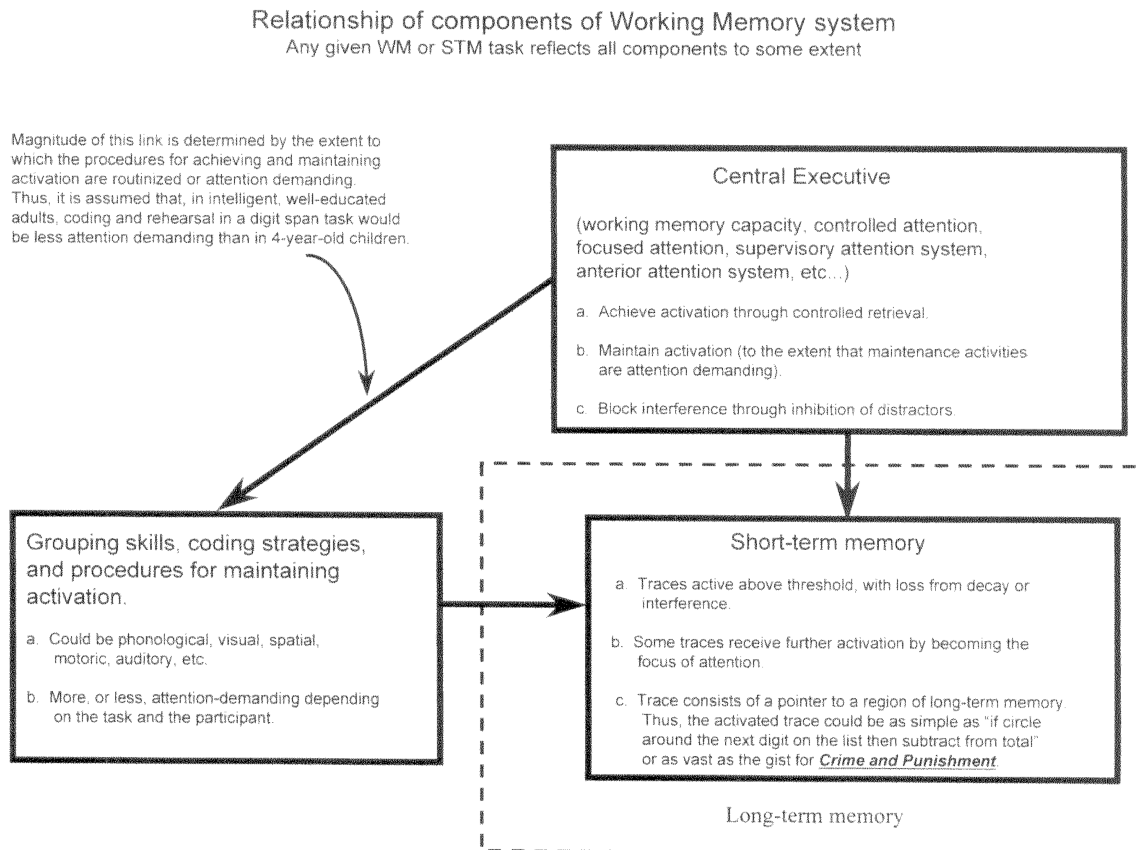 Relationship of components of Working Memory system
Any given WM or STM task reflects all components to some extent
Magnitude of this link is determined by the extent to
which the procedures for achieving and maintaining
activation are routinized or attention demanding.
Thus, it is assumed that, in intelligent, well-educated
adults, coding and rehearsal in a digit span task would
be less attention demanding than in 4-year-old children.
Central Executive
(working memory capacity, controlled attention,
focused attention, supervisory attention system,
anterior attention system, etc...)
a. Achieve activation through controlled retrieval.
b. Maintain activation (to the extent that maintenance activities
are attention demanding).
c. Block interference through inhibition of distractors.
Grouping skills, coding strategies,
and procedures for maintaining
activation.
a. Could be phonological, visual, spatial,
motoric, auditory, etc.
b. More, or less, attention-demanding depending
on the task and the participant.
Short-term memory
a. Traces active above threshold, with loss from decay or
interference.
b. Some traces receive further activation by becoming the
focus of attention.
c. Trace consists of a pointer to a region of long-term memory.
Thus, the activated trace could be as simple as "if circle
around the next digit on the list then subtract from total"
or as vast as the gist for Crime and Punishment.
Long-term memory